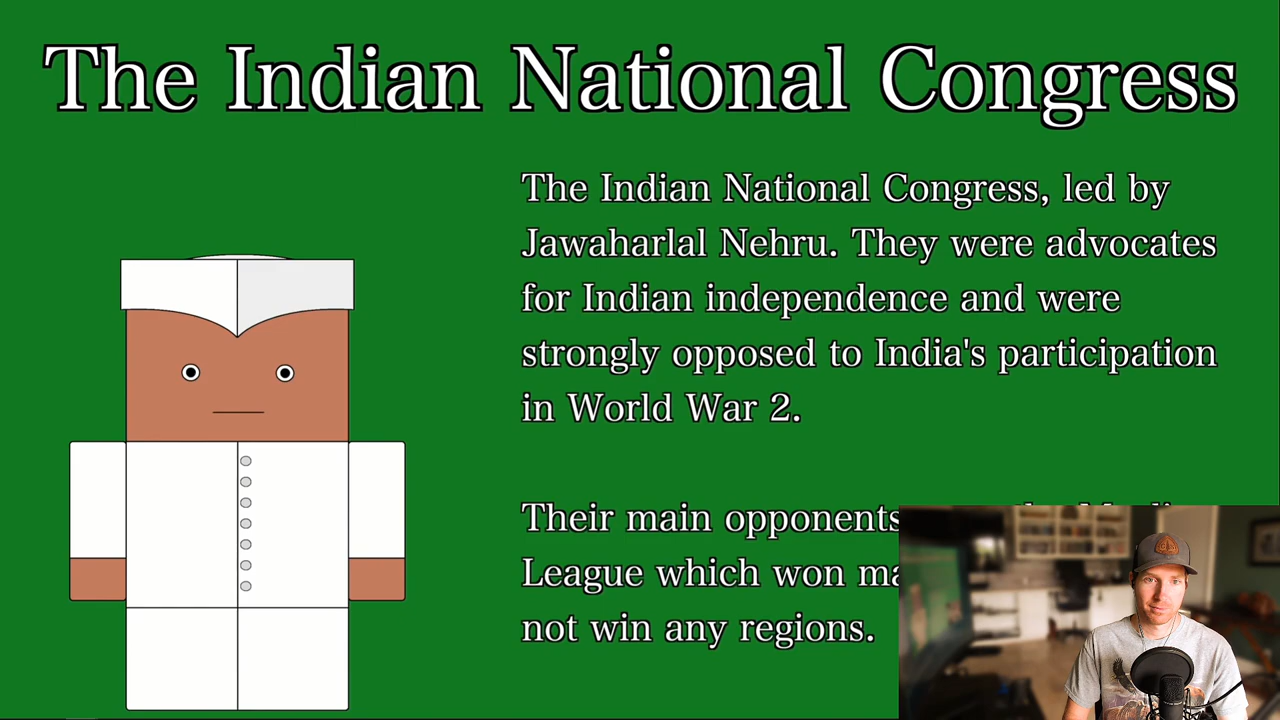 The Indian National Congress
The Indian National Congress, led by
Jawaharlal Nehru. They were advocates
for Indian independence and were
strongly opposed to India's participation
in World War 2.
Their main opponents
League which won
not win any regions.